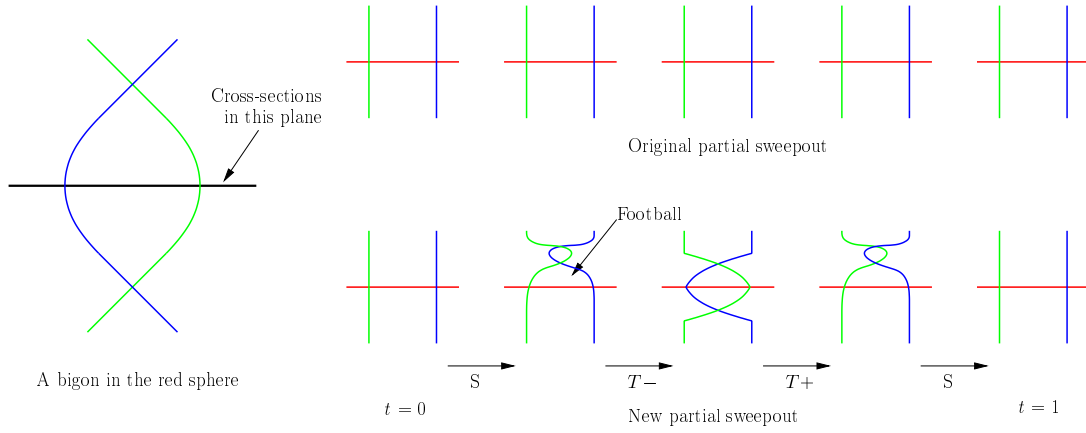 Cross-sections
in this plane
A bigon in the red sphere
Original partial sweepout
Football
S
T−
T+
S
t = 0
New partial sweepout
t = 1